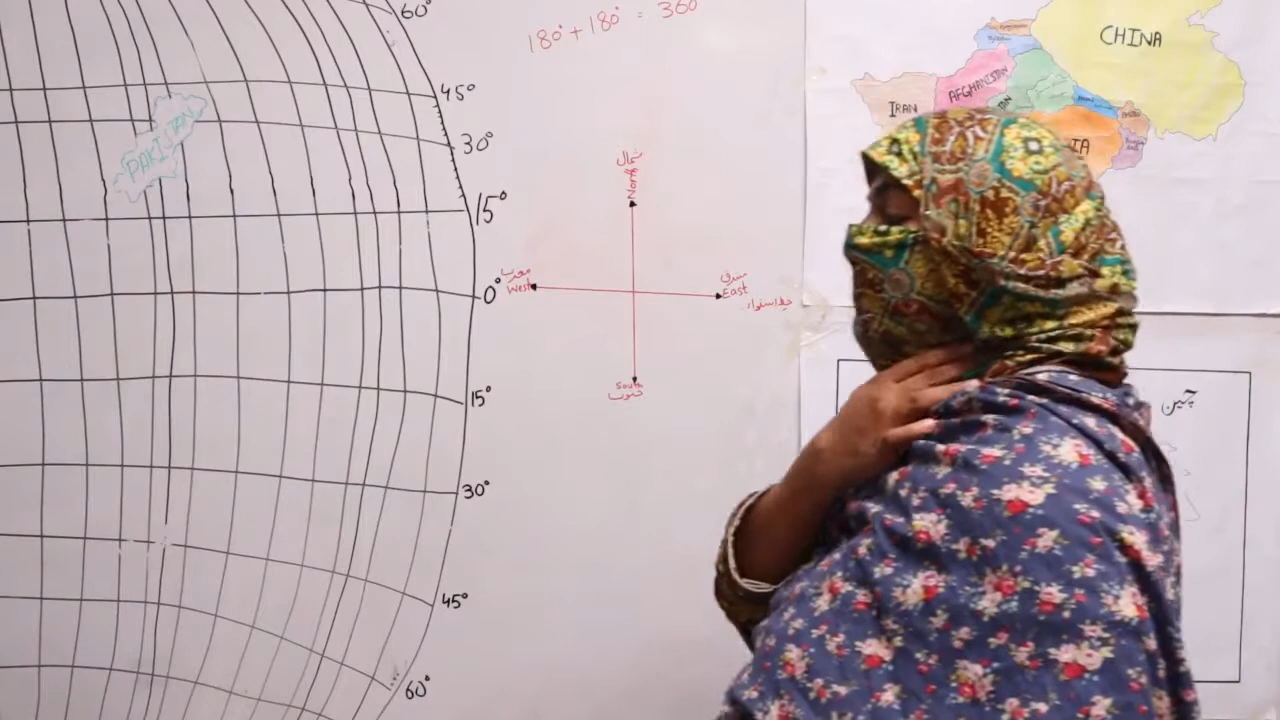 60°
45°
30°
15°
0°
15°
30°
45°
60°
PAKISTAN
180° + 180° = 360°
شمال
North
مغرب
West
مشرق
East
خط استواء
South
جنوب
CHINA
AFGHANISTAN
IRAN
چین